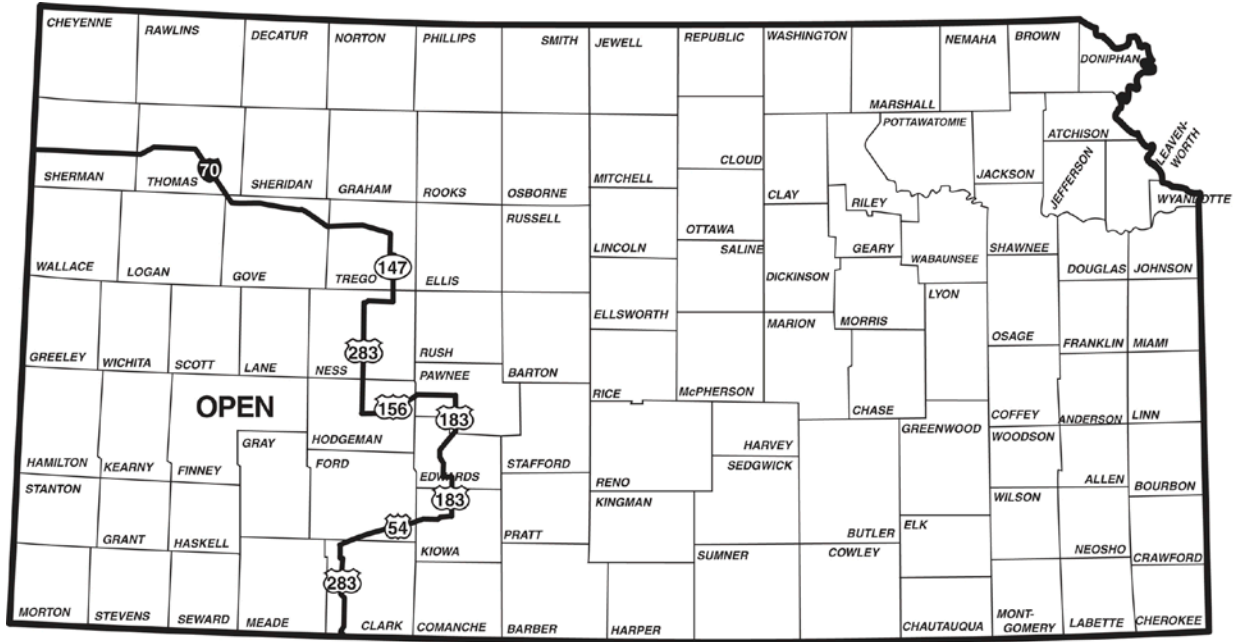 CHEYENNE
RAWLINS
DECATUR
NORTON
PHILLIPS
SMITH
JEWELL
REPUBLIC
WASHINGTON
MARSHALL
NEMAHA
BROWN
DONIPHAN
SHERMAN
THOMAS
70
SHERIDAN
GRAHAM
ROOKS
OSBORNE
MITCHELL
CLOUD
CLAY
RILEY
POTTAWATOMIE
JACKSON
ATCHISON
JEFFERSON
LEAVEN-
WORTH
WYANDOTTE
WALLACE
LOGAN
GOVE
TREGO
147
ELLIS
RUSSELL
LINCOLN
OTTAWA
SALINE
DICKINSON
GEARY
WABAUNSEE
SHAWNEE
DOUGLAS
JOHNSON
GREELEY
WICHITA
SCOTT
LANE
NESS
283
RUSH
BARTON
ELLSWORTH
RICE
McPHERSON
MARION
MORRIS
CHASE
LYON
OSAGE
FRANKLIN
MIAMI
OPEN
156
PAWNEE
183
HODGEMAN
HAMILTON
KEARNY
FINNEY
GRAY
FORD
EDWARDS
STAFFORD
RENO
HARVEY
SEDGWICK
BUTLER
GREENWOOD
COFFEY
ANDERSON
LINN
WOODSON
ALLEN
BOURBON
STANTON
GRANT
HASKELL
54
183
KIOWA
PRATT
KINGMAN
SUMNER
COWLEY
ELK
WILSON
NEOSHO
CRAWFORD
MORTON
STEVENS
SEWARD
MEADE
283
CLARK
COMANCHE
BARBER
HARPER
CHAUTAUQUA
MONT-
GOMERY
LABETTE
CHEROKEE